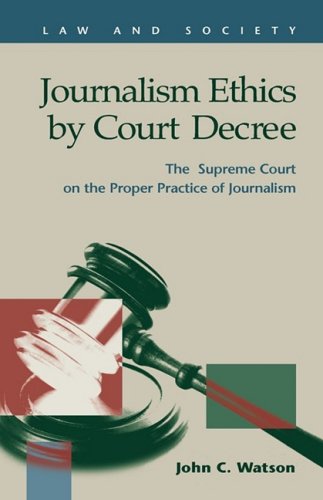 LAW AND SOCIETY
Journalism Ethics
by Court Decree
The Supreme Court
on the Proper Practice of Journalism
John C. Watson